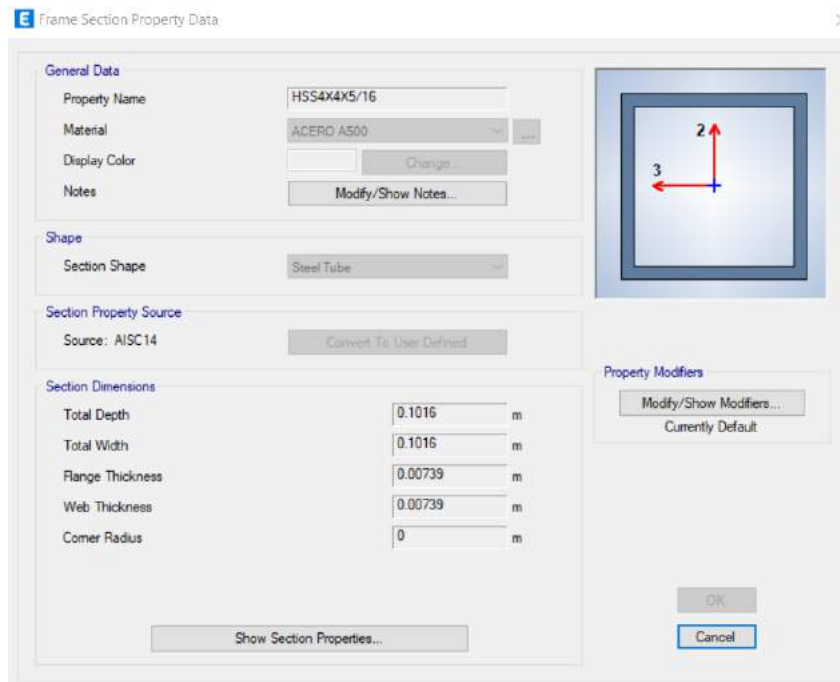 E Frame Section Property Data
General Data
Property Name HSS4X4X5/16
Material ACERO A500 ...
Display Color Change...
Notes Modify/Show Notes...
Shape
Section Shape Steel Tube
Section Property Source
Source: AISC14 Convert To User Defined
Section Dimensions
Total Depth 0.1016 m
Total Width 0.1016 m
Flange Thickness 0.00739 m
Web Thickness 0.00739 m
Corner Radius 0 m
Show Section Properties...
2
3
Property Modifiers
Modify/Show Modifiers...
Currently Default
OK
Cancel